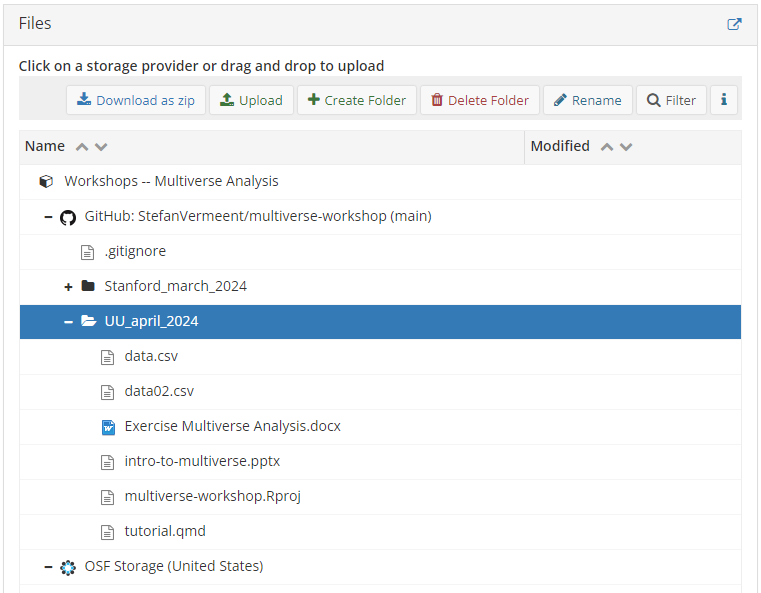 Files
Click on a storage provider or drag and drop to upload
Download as zip Upload Create Folder Delete Folder Rename Filter i
Name Modified
Workshops -- Multiverse Analysis
GitHub: StefanVermeent/multiverse-workshop (main)
.gitignore
Stanford_march_2024
UU_april_2024
data.csv
data02.csv
Exercise Multiverse Analysis.docx
intro-to-multiverse.pptx
multiverse-workshop.Rproj
tutorial.qmd
OSF Storage (United States)